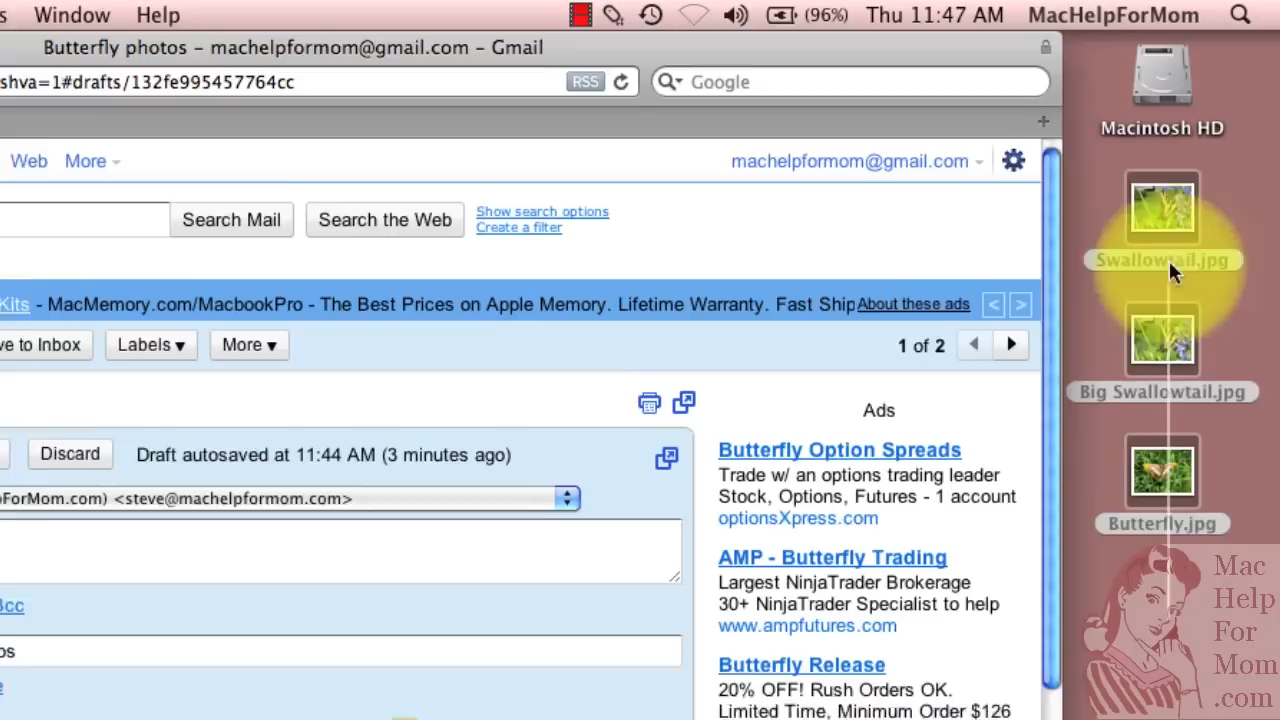 s Window Help (96%) Thu 11:47 AM MacHelpForMom
Butterfly photos – machelpformom@gmail.com – Gmail
shva=1#drafts/132fe995457764cc RSS Google
+
Macintosh HD
Web More machelpformom@gmail.com
Search Mail Search the Web Show search options
Create a filter
Swallowtail.jpg
Kits - MacMemory.com/MacbookPro - The Best Prices on Apple Memory. Lifetime Warranty. Fast Ship About these ads < >
ve to Inbox Labels ▾ More ▾ 1 of 2
Big Swallowtail.jpg
Ads
Discard Draft autosaved at 11:44 AM (3 minutes ago)
Butterfly Option Spreads
Trade w/ an options trading leader
Stock, Options, Futures - 1 account
optionsXpress.com
oForMom.com) <steve@machelpformom.com>
Butterfly.jpg
AMP - Butterfly Trading
Largest NinjaTrader Brokerage
30+ NinjaTrader Specialist to help
www.ampfutures.com
Bcc
os
Butterfly Release
20% OFF! Rush Orders OK.
Limited Time, Minimum Order $126
Mac
Help
For
Mom
.com